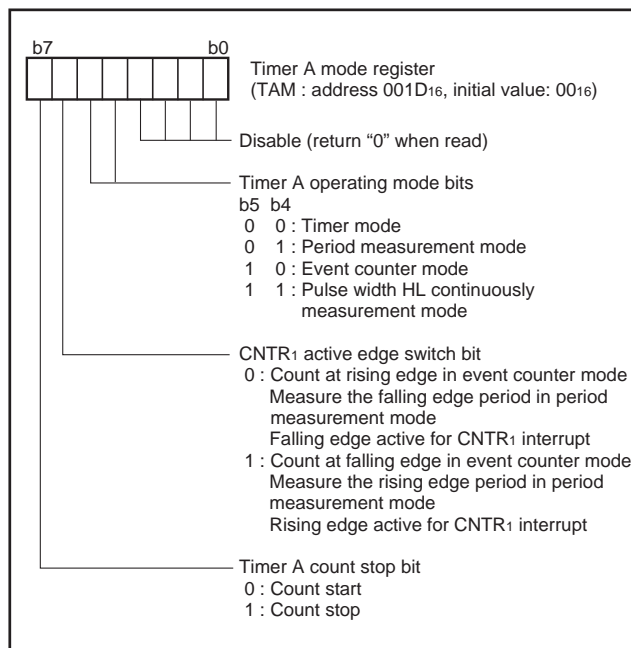 b7 b0
Timer A mode register
(TAM : address 001D16, initial value: 0016)
Disable (return “0” when read)
Timer A operating mode bits
b5 b4
0 0 : Timer mode
0 1 : Period measurement mode
1 0 : Event counter mode
1 1 : Pulse width HL continuously
measurement mode
CNTR1 active edge switch bit
0 : Count at rising edge in event counter mode
Measure the falling edge period in period
measurement mode
Falling edge active for CNTR1 interrupt
1 : Count at falling edge in event counter mode
Measure the rising edge period in period
measurement mode
Rising edge active for CNTR1 interrupt
Timer A count stop bit
0 : Count start
1 : Count stop